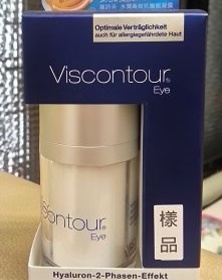 Optimale Verträglichkeit
auch für allergiegefährdete Haut
Viscontour®
Eye
Viscontour®
Eye
樣
品
Hyaluron-2-Phasen-Effekt